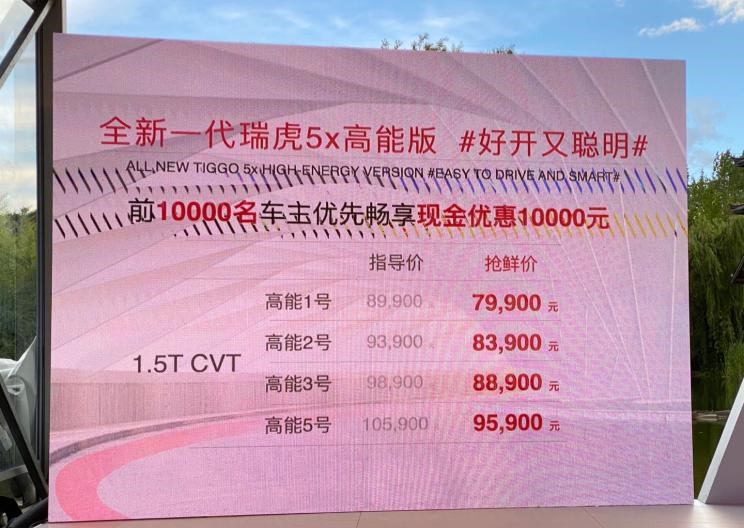 全新一代瑞虎5x高能版 #好开又聪明#
ALL NEW TIGGO 5x HIGH-ENERGY VERSION #EASY TO DRIVE AND SMART#
前10000名车主优先畅享现金优惠10000元
指导价 抢鲜价
高能1号 89,900 元 79,900 元
高能2号 93,900 元 83,900 元
1.5T CVT
高能3号 98,900 元 88,900 元
高能5号 105,900 元 95,900 元